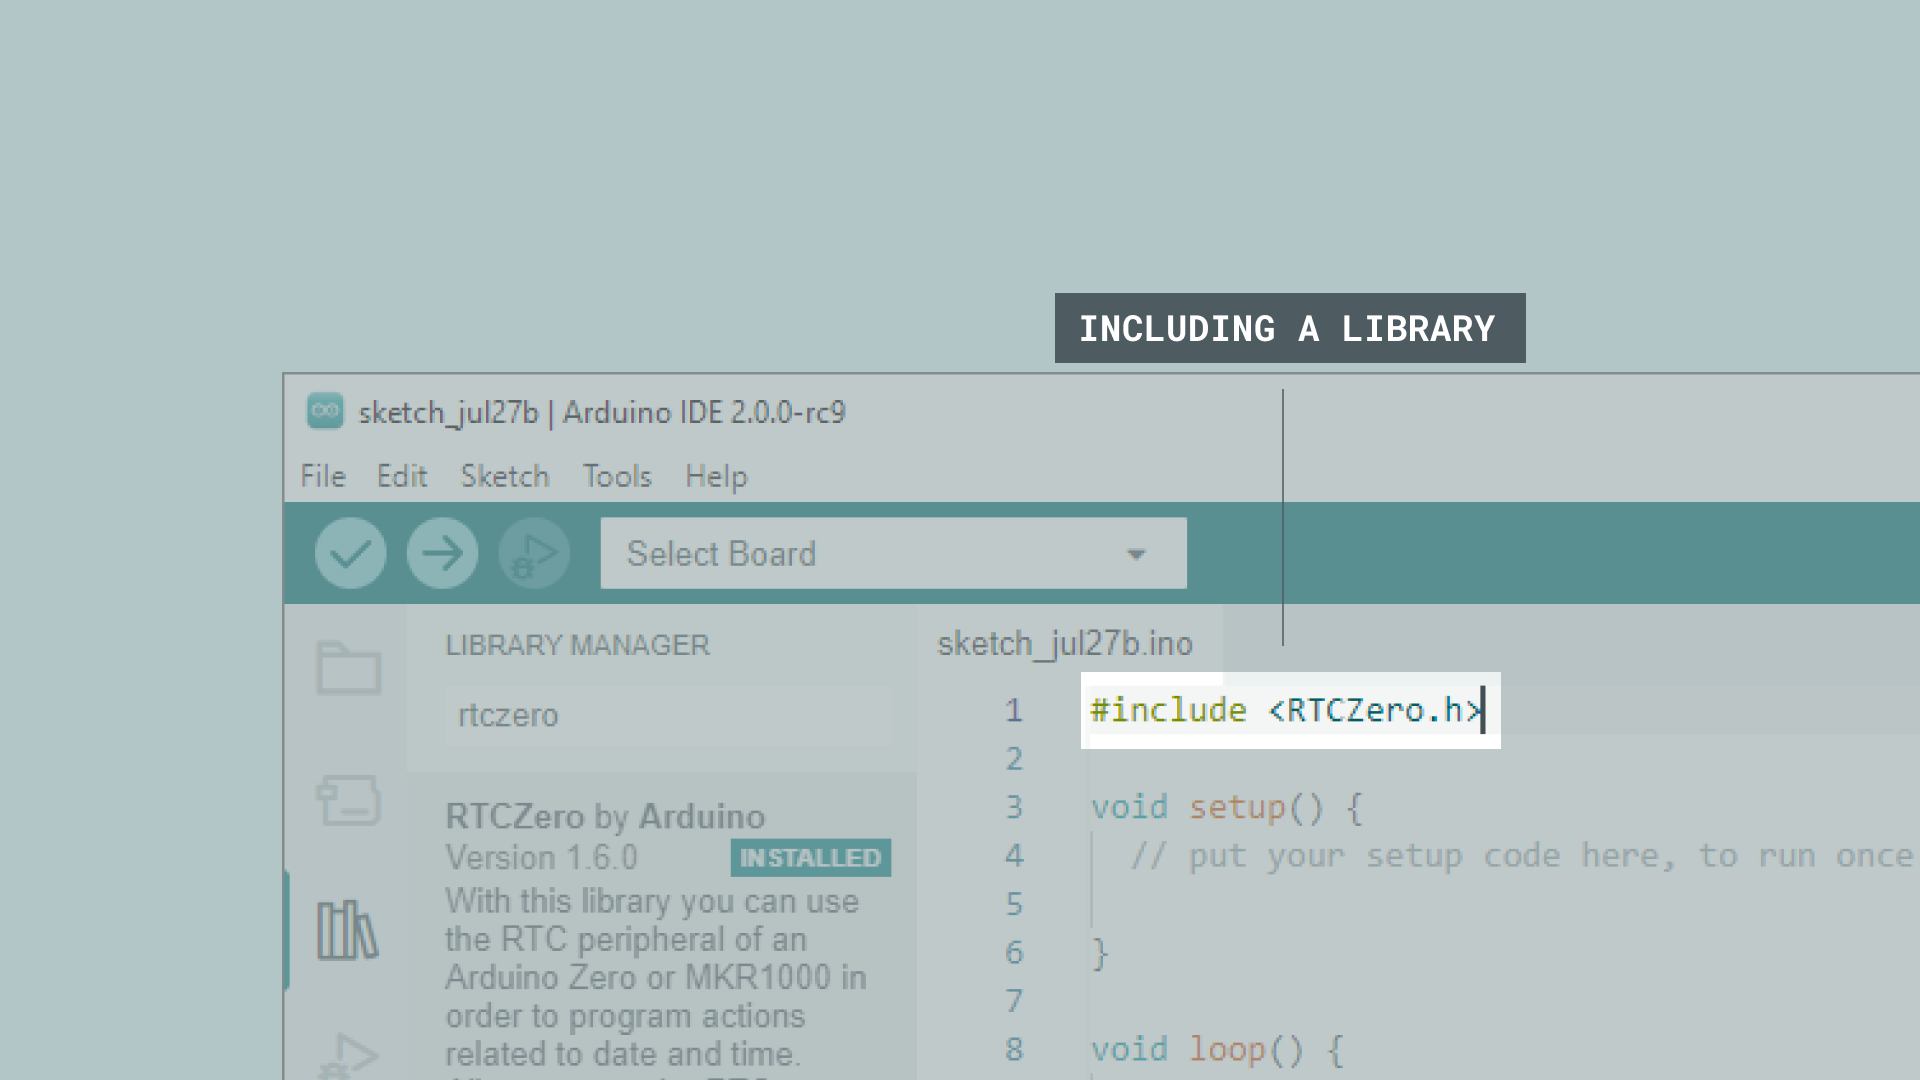 INCLUDING A LIBRARY
sketch_jul27b | Arduino IDE 2.0.0-rc9
File Edit Sketch Tools Help
Select Board
LIBRARY MANAGER
rtczero
RTCZero by Arduino
Version 1.6.0 INSTALLED
With this library you can use
the RTC peripheral of an
Arduino Zero or MKR1000 in
order to program actions
related to date and time.
sketch_jul27b.ino
1 #include <RTCZero.h>
2
3 void setup() {
4 // put your setup code here, to run once
5
6 }
7
8 void loop() {